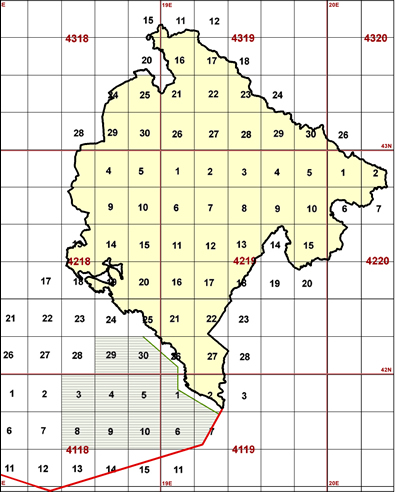 E 19E 20E
15 11 12
4318 4319 4320
20 16 17 18
24 25 21 22 23 24
28 29 30 26 27 28 29 30 26
43N
4 5 1 2 3 4 5 1 2
9 10 6 7 8 9 10 6 7
13 14 15 11 12 13 14 15
4218 4219 4220
17 18 19 20 16 17 18 19 20
21 22 23 24 25 21 22 23
26 27 28 29 30 26 27 28
42N
1 2 3 4 5 1 2 3
6 7 8 9 10 6 7
4118 4119
11 12 13 14 15 11
E 19E 20E